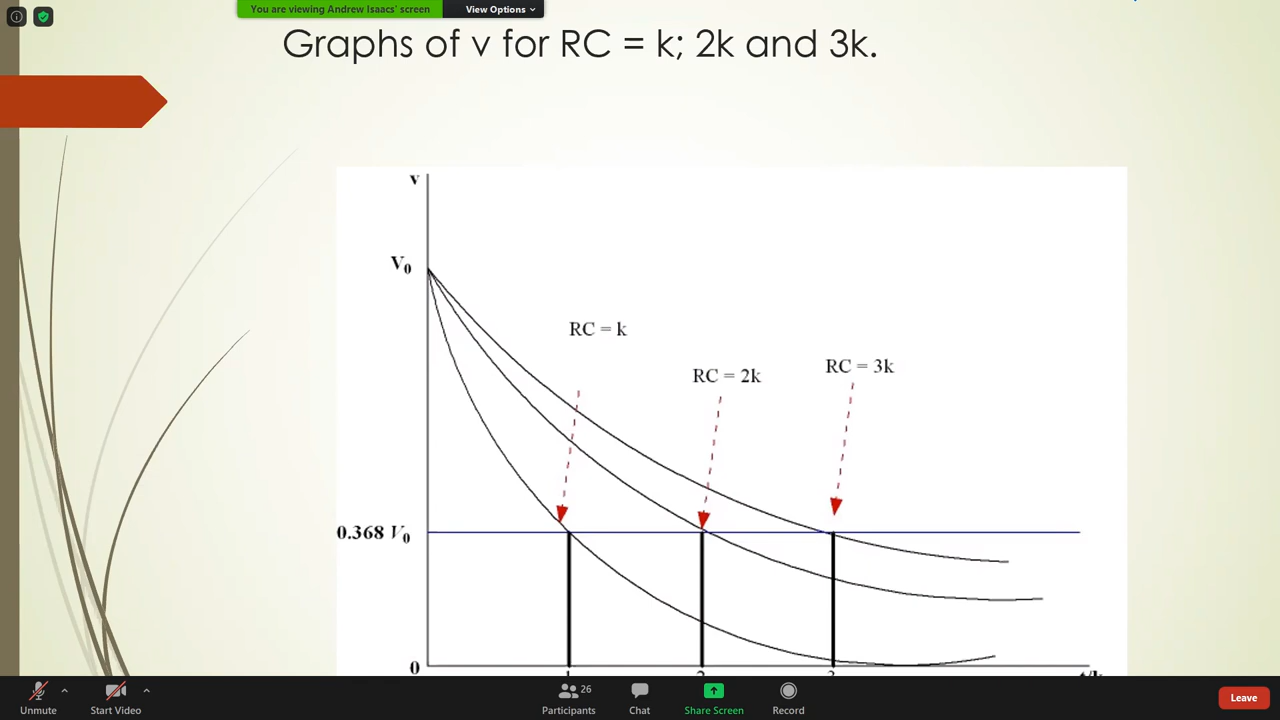 You are viewing Andrew Isaacs' screen
View Options
Graphs of v for RC = k; 2k and 3k.
v
V0
RC = k
RC = 2k
RC = 3k
0.368 V0
0
Unmute
Start Video
Participants
26
Chat
Share Screen
Record
Leave